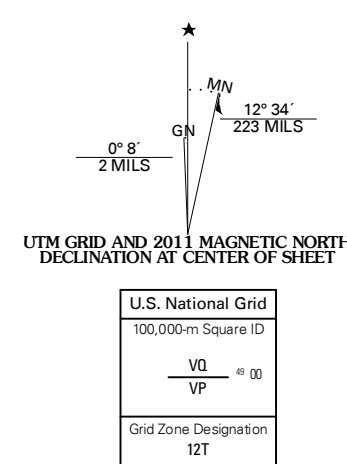 ★
MN
12° 34´
223 MILS
GN
0° 8´
2 MILS
UTM GRID AND 2011 MAGNETIC NORTH
DECLINATION AT CENTER OF SHEET
U.S. National Grid
100,000-m Square ID
VQ
49 00
VP
Grid Zone Designation
12T